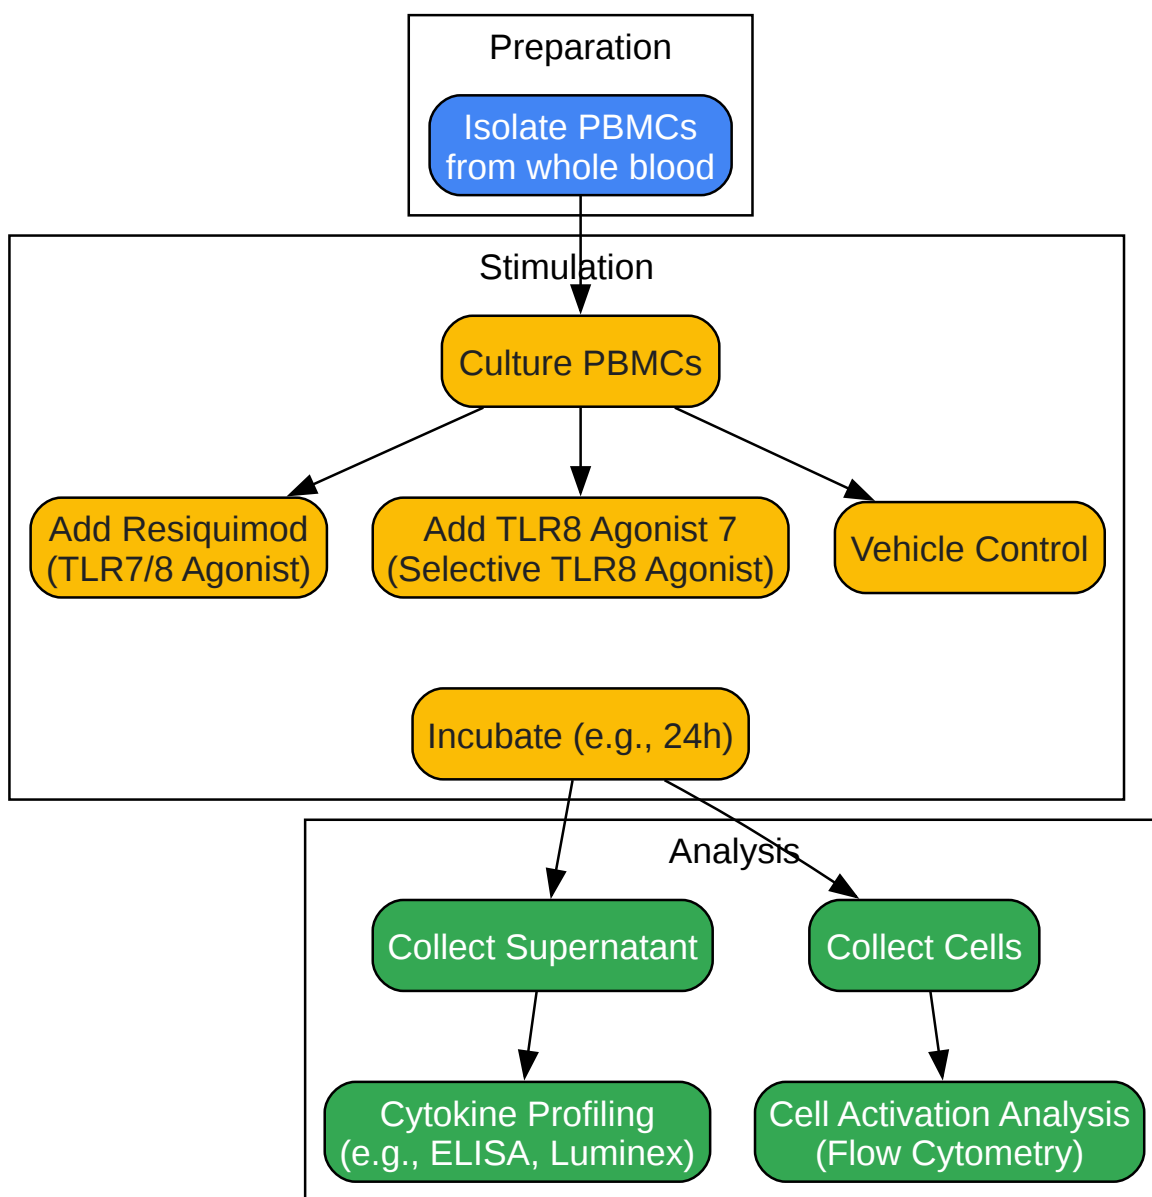 Preparation
Isolate PBMCs
from whole blood
Stimulation
Culture PBMCs
Add Resiquimod
(TLR7/8 Agonist)
Add TLR8 Agonist 7
(Selective TLR8 Agonist)
Vehicle Control
Incubate (e.g., 24h)
Analysis
Collect Supernatant
Collect Cells
Cytokine Profiling
(e.g., ELISA, Luminex)
Cell Activation Analysis
(Flow Cytometry)